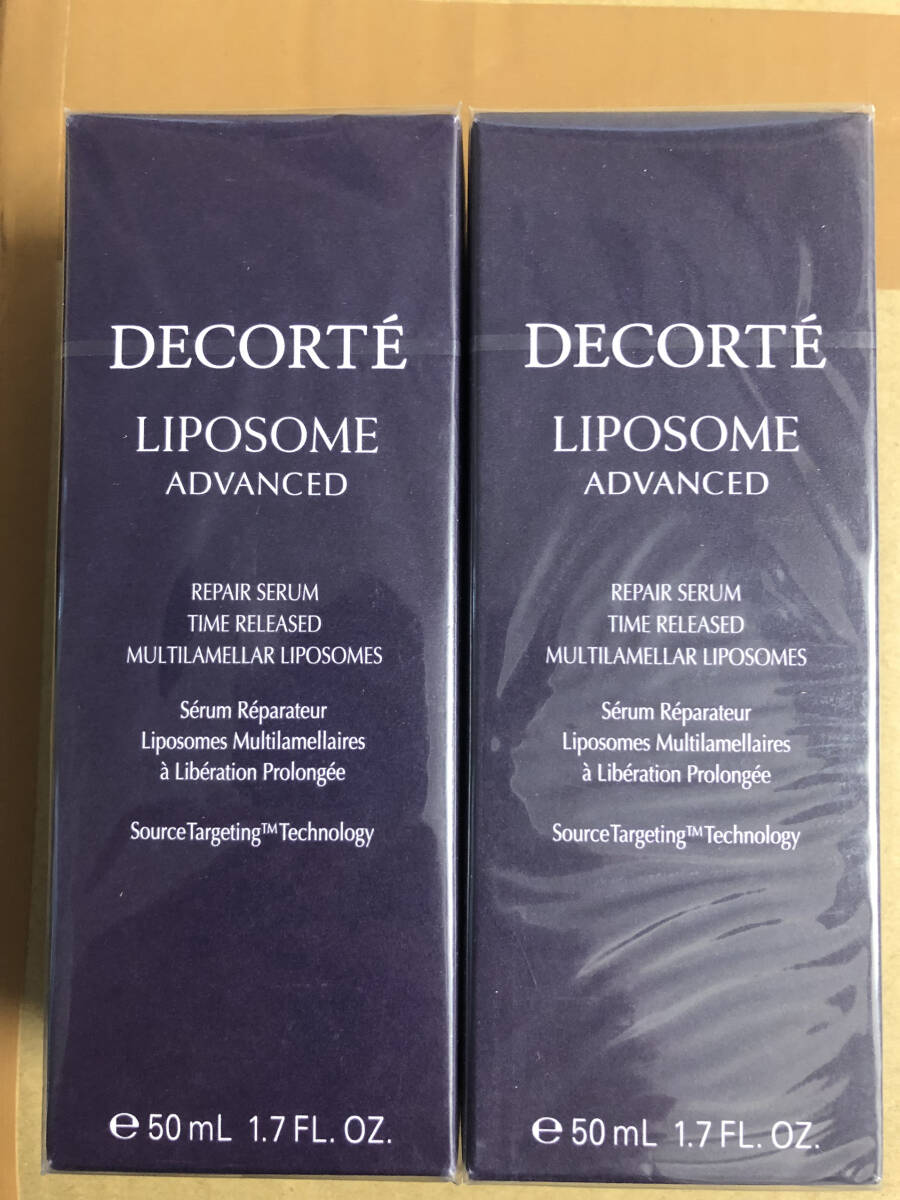 DECORTÉ
LIPOSOME
ADVANCED
REPAIR SERUM
TIME RELEASED
MULTILAMELLAR LIPOSOMES
Sérum Réparateur
Liposomes Multilamellaires
à Libération Prolongée
SourceTargeting™Technology
℮ 50 mL 1.7 FL. OZ.
DECORTÉ
LIPOSOME
ADVANCED
REPAIR SERUM
TIME RELEASED
MULTILAMELLAR LIPOSOMES
Sérum Réparateur
Liposomes Multilamellaires
à Libération Prolongée
SourceTargeting™Technology
℮ 50 mL 1.7 FL. OZ.